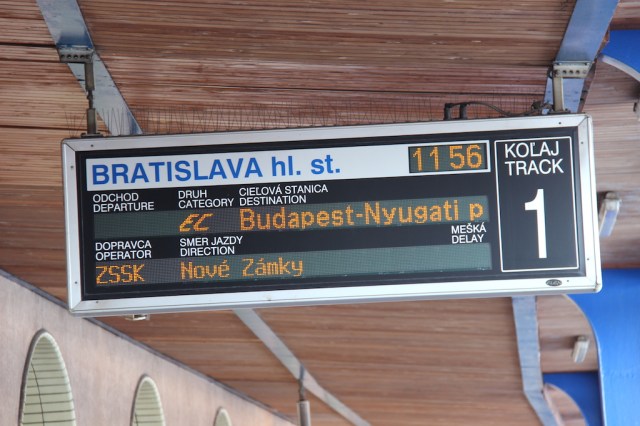 BRATISLAVA hl. st. 11 56
KOLAJ
TRACK
1
ODCHOD DRUH CIEĽOVÁ STANICA
DEPARTURE CATEGORY DESTINATION
EC Budapest-Nyugati p
DOPRAVCA SMER JAZDY MEŠKÁ
OPERATOR DIRECTION DELAY
ZSSK Nové Zámky